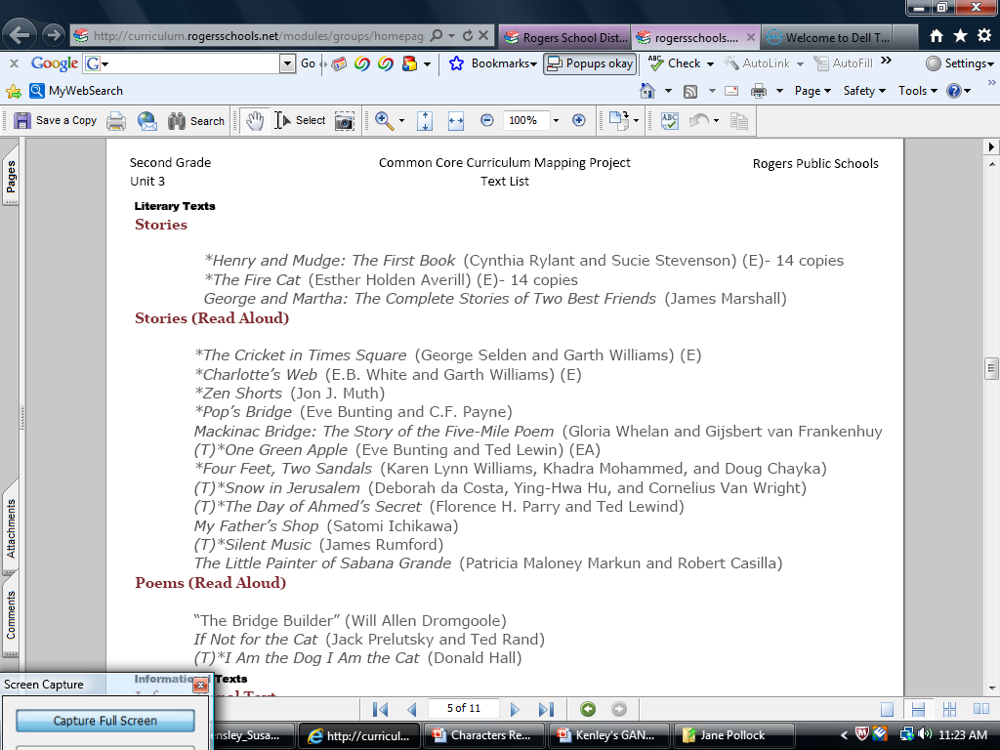 http://curriculum.rogersschools.net/modules/groups/homepag
Rogers School Dist...
rogersschools....
Welcome to Dell T...
x Google G Go Bookmarks Popups okay ABC Check AutoLink AutoFill » Settings
MyWebSearch Page Safety Tools »
Save a Copy Search Select 100% ABC
Pages
Second Grade Common Core Curriculum Mapping Project Rogers Public Schools
Unit 3 Text List
Literary Texts
Stories
*Henry and Mudge: The First Book (Cynthia Rylant and Sucie Stevenson) (E)- 14 copies
*The Fire Cat (Esther Holden Averill) (E)- 14 copies
George and Martha: The Complete Stories of Two Best Friends (James Marshall)
Stories (Read Aloud)
*The Cricket in Times Square (George Selden and Garth Williams) (E)
*Charlotte’s Web (E.B. White and Garth Williams) (E)
*Zen Shorts (Jon J. Muth)
*Pop’s Bridge (Eve Bunting and C.F. Payne)
Mackinac Bridge: The Story of the Five-Mile Poem (Gloria Whelan and Gijsbert van Frankenhuy
(T)*One Green Apple (Eve Bunting and Ted Lewin) (EA)
*Four Feet, Two Sandals (Karen Lynn Williams, Khadra Mohammed, and Doug Chayka)
(T)*Snow in Jerusalem (Deborah da Costa, Ying-Hwa Hu, and Cornelius Van Wright)
(T)*The Day of Ahmed’s Secret (Florence H. Parry and Ted Lewind)
My Father’s Shop (Satomi Ichikawa)
(T)*Silent Music (James Rumford)
The Little Painter of Sabana Grande (Patricia Maloney Markun and Robert Casilla)
Poems (Read Aloud)
“The Bridge Builder” (Will Allen Dromgoole)
If Not for the Cat (Jack Prelutsky and Ted Rand)
(T)*I Am the Dog I Am the Cat (Donald Hall)
Informational Texts
Attachments
Comments
Screen Capture
Capture Full Screen
5 of 11
ensley_Susa... http://curricul... Characters Re... Kenley's GAN... Jane Pollock < 11:23 AM